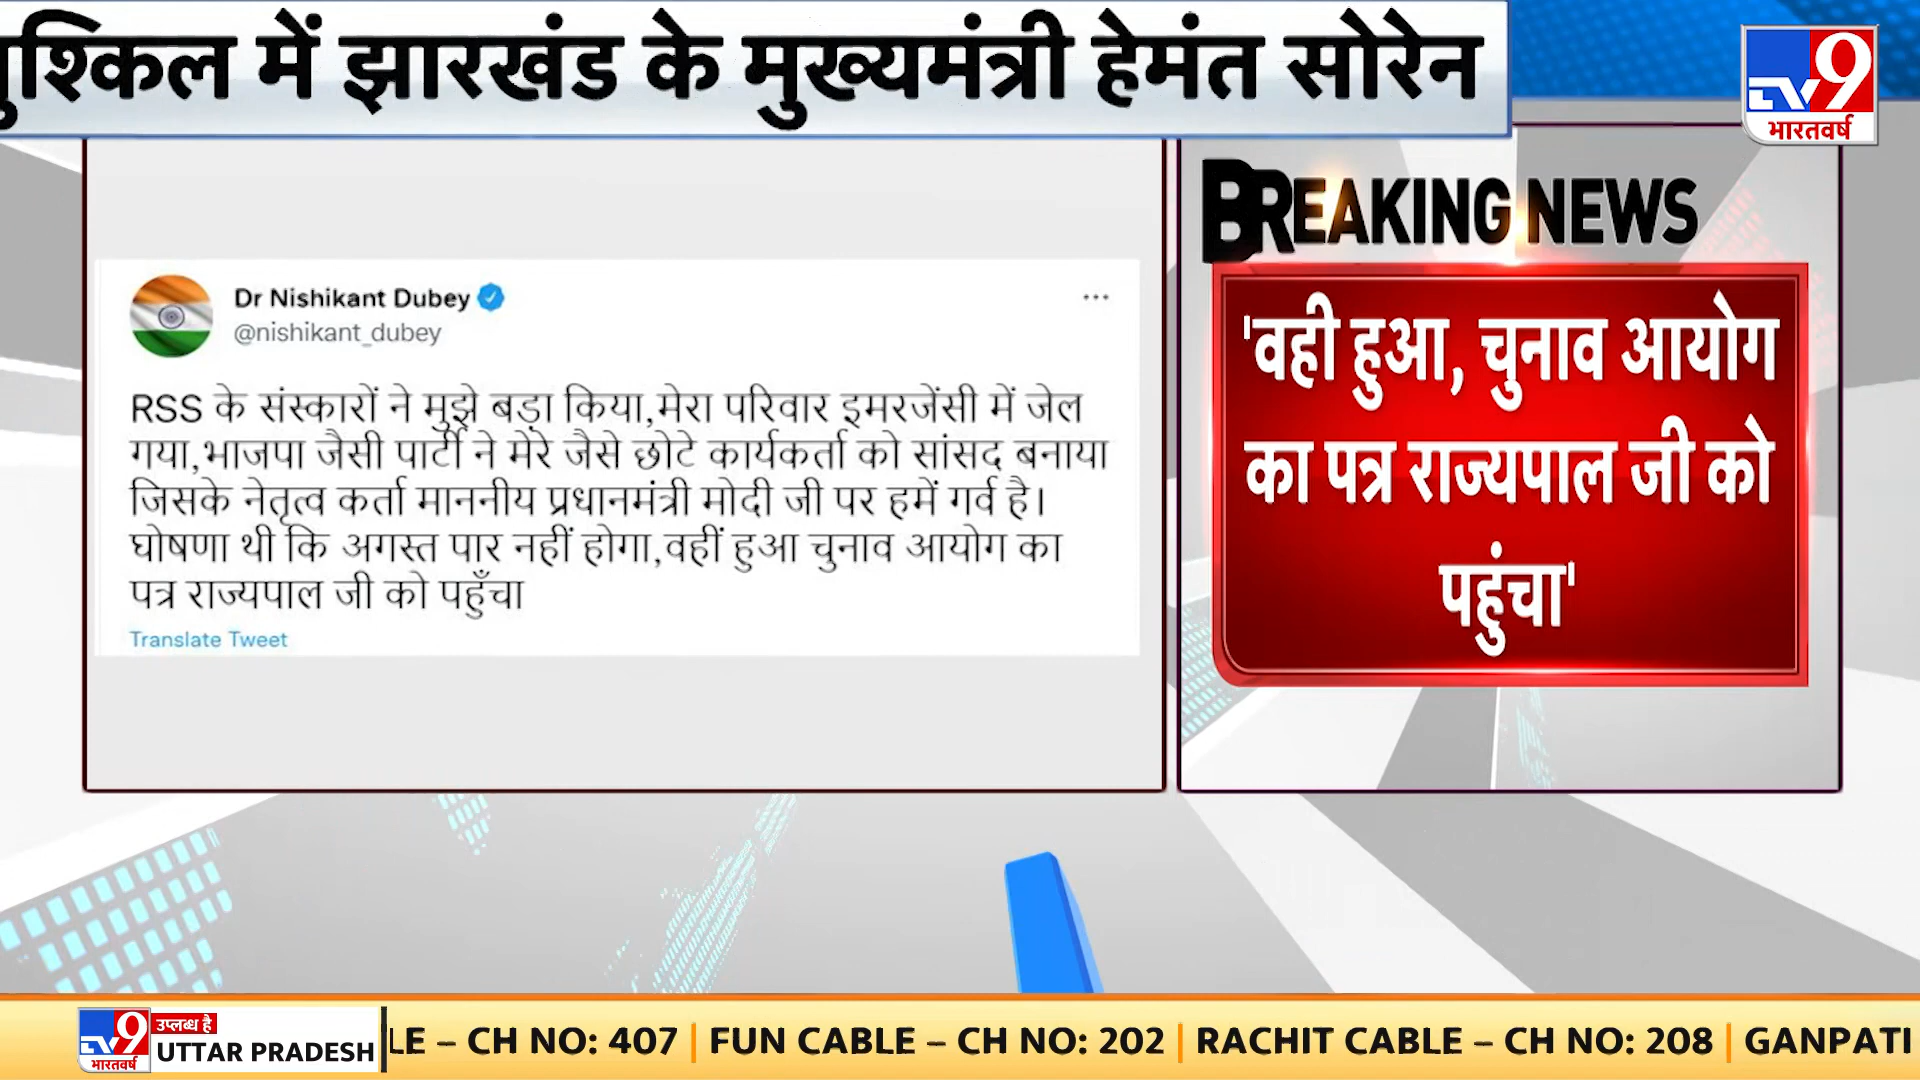 मुश्किल में झारखंड के मुख्यमंत्री हेमंत सोरेन
TV9
भारतवर्ष
Dr Nishikant Dubey
@nishikant_dubey
RSS के संस्कारों ने मुझे बड़ा किया,मेरा परिवार इमरजेंसी में जेल
गया,भाजपा जैसी पार्टी ने मेरे जैसे छोटे कार्यकर्ता को सांसद बनाया
जिसके नेतृत्व कर्ता माननीय प्रधानमंत्री मोदी जी पर हमें गर्व है।
घोषणा थी कि अगस्त पार नहीं होगा,वहीं हुआ चुनाव आयोग का
पत्र राज्यपाल जी को पहुँचा
Translate Tweet
BREAKING NEWS
'वही हुआ, चुनाव आयोग
का पत्र राज्यपाल जी को
पहुंचा'
TV9
भारतवर्ष
उप्लब्ध है
UTTAR PRADESH
LE – CH NO: 407 | FUN CABLE – CH NO: 202 | RACHIT CABLE – CH NO: 208 | GANPATI